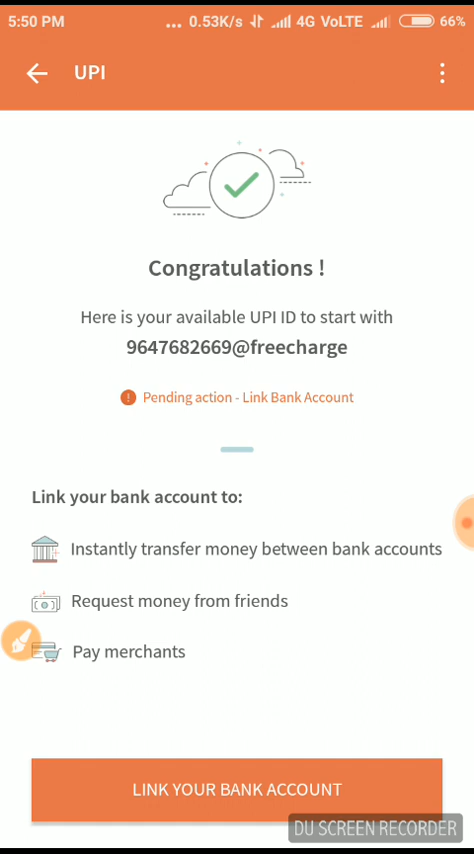 5:50 PM ... 0.53K/s 4G VoLTE 66%
UPI
Congratulations !
Here is your available UPI ID to start with
9647682669@freecharge
! Pending action - Link Bank Account
Link your bank account to:
Instantly transfer money between bank accounts
Request money from friends
Pay merchants
LINK YOUR BANK ACCOUNT
DU SCREEN RECORDER